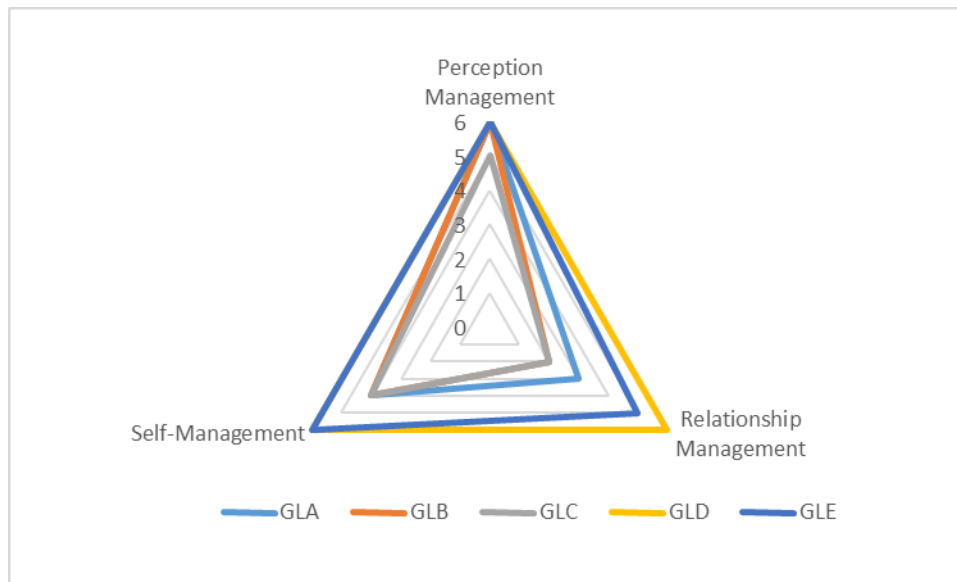 Perception
Management
6
5
4
3
2
1
0
Self-Management
Relationship
Management
GLA GLB GLC GLD GLE